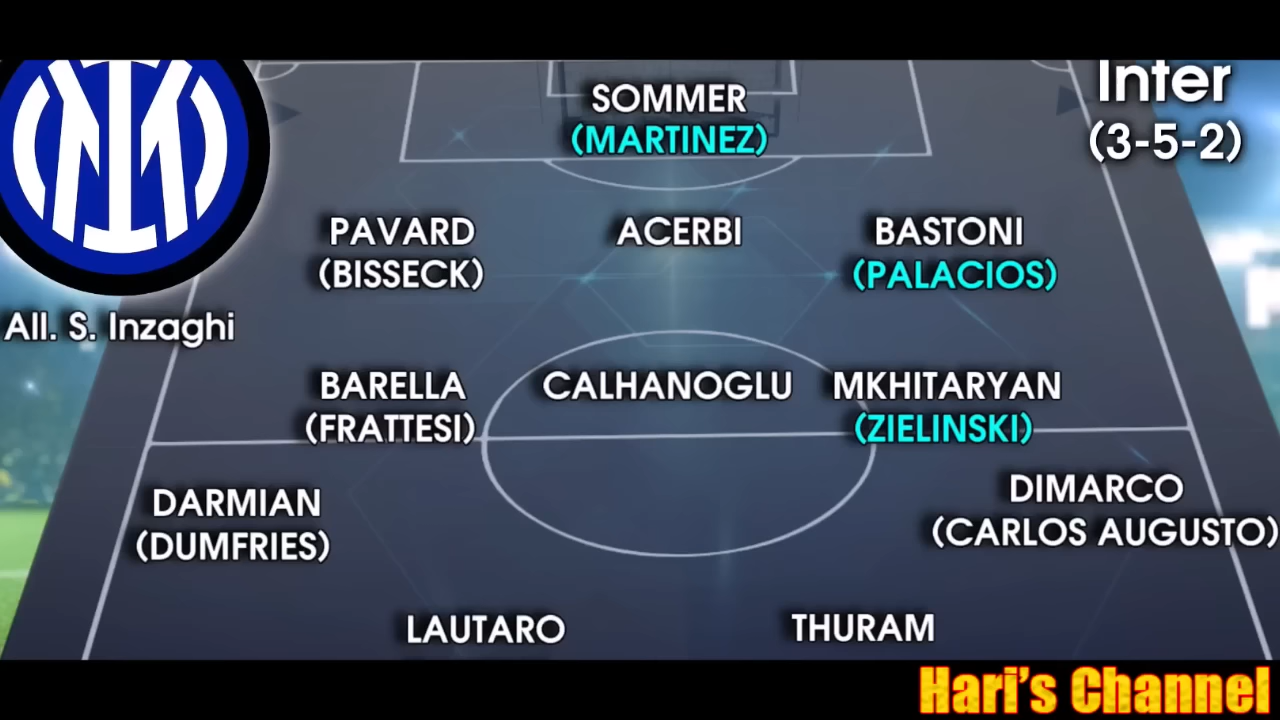 Inter
(3-5-2)
SOMMER
(MARTINEZ)
PAVARD
(BISSECK)
ACERBI
BASTONI
(PALACIOS)
All. S. Inzaghi
BARELLA
(FRATTESI)
CALHANOGLU
MKHITARYAN
(ZIELINSKI)
DARMIAN
(DUMFRIES)
DIMARCO
(CARLOS AUGUSTO)
LAUTARO
THURAM
Hari's Channel